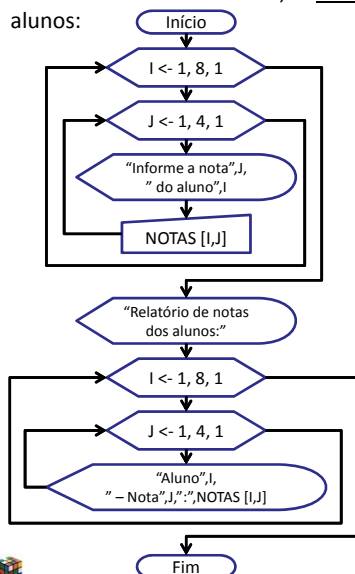 alunos:
Início
I <- 1, 8, 1
J <- 1, 4, 1
"Informe a nota",J,
" do aluno",I
NOTAS [I,J]
"Relatório de notas
dos alunos:"
I <- 1, 8, 1
J <- 1, 4, 1
"Aluno",I,
" – Nota",J,":",NOTAS [I,J]
Fim